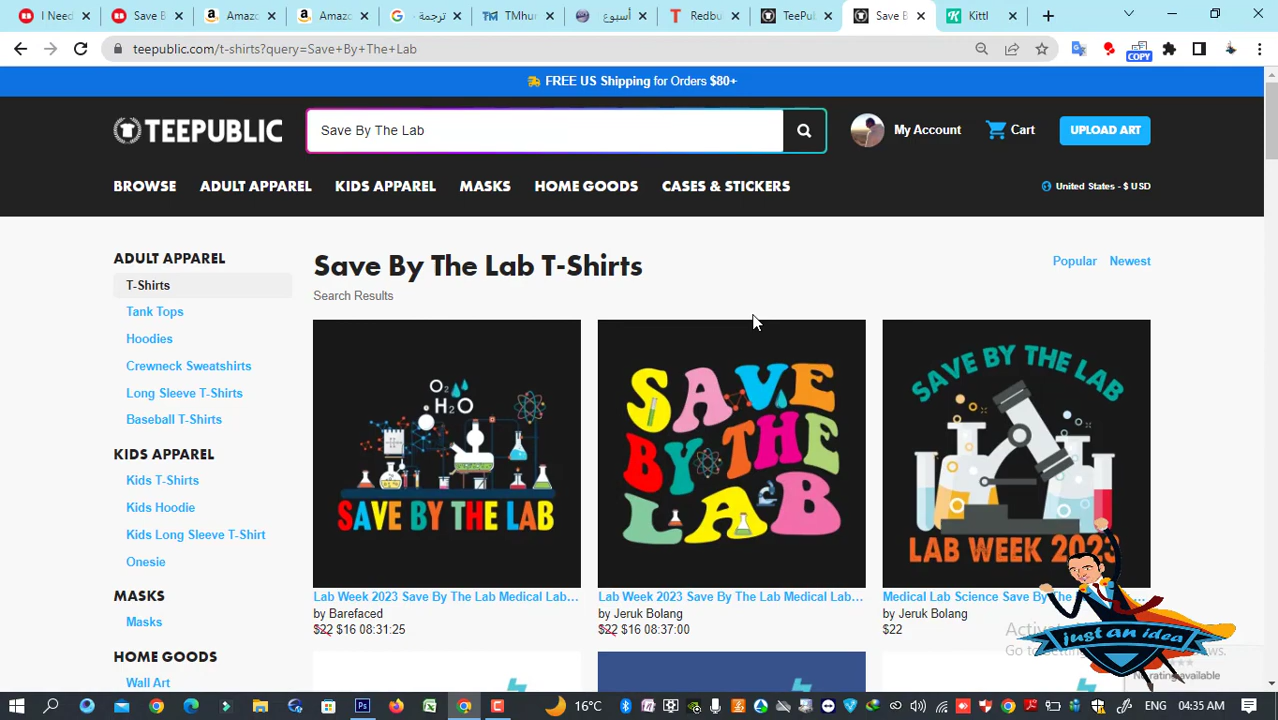 I Need
Save B
Amazo
Amazo
ترجمة
TMhur
أسبوع
Redbu
TeePul
Save B
Kittl
teepublic.com/t-shirts?query=Save+By+The+Lab
COPY
FREE US Shipping for Orders $80+
TEEPUBLIC
Save By The Lab
My Account
Cart
UPLOAD ART
BROWSE ADULT APPAREL KIDS APPAREL MASKS HOME GOODS CASES & STICKERS
United States - $ USD
ADULT APPAREL
T-Shirts
Tank Tops
Hoodies
Crewneck Sweatshirts
Long Sleeve T-Shirts
Baseball T-Shirts
KIDS APPAREL
Kids T-Shirts
Kids Hoodie
Kids Long Sleeve T-Shirt
Onesie
MASKS
Masks
HOME GOODS
Wall Art
Save By The Lab T-Shirts
Search Results
Popular Newest
O2
H2O
SAVE BY THE LAB
Lab Week 2023 Save By The Lab Medical Lab...
by Barefaced
$22 $16 08:31:25
SAVE
BY THE
LAB
Lab Week 2023 Save By The Lab Medical Lab...
by Jeruk Bolang
$22 $16 08:37:00
SAVE BY THE LAB
LAB WEEK 2023
Medical Lab Science Save By The
by Jeruk Bolang
$22
just an idea
No rating available
16°C
ENG
04:35 AM